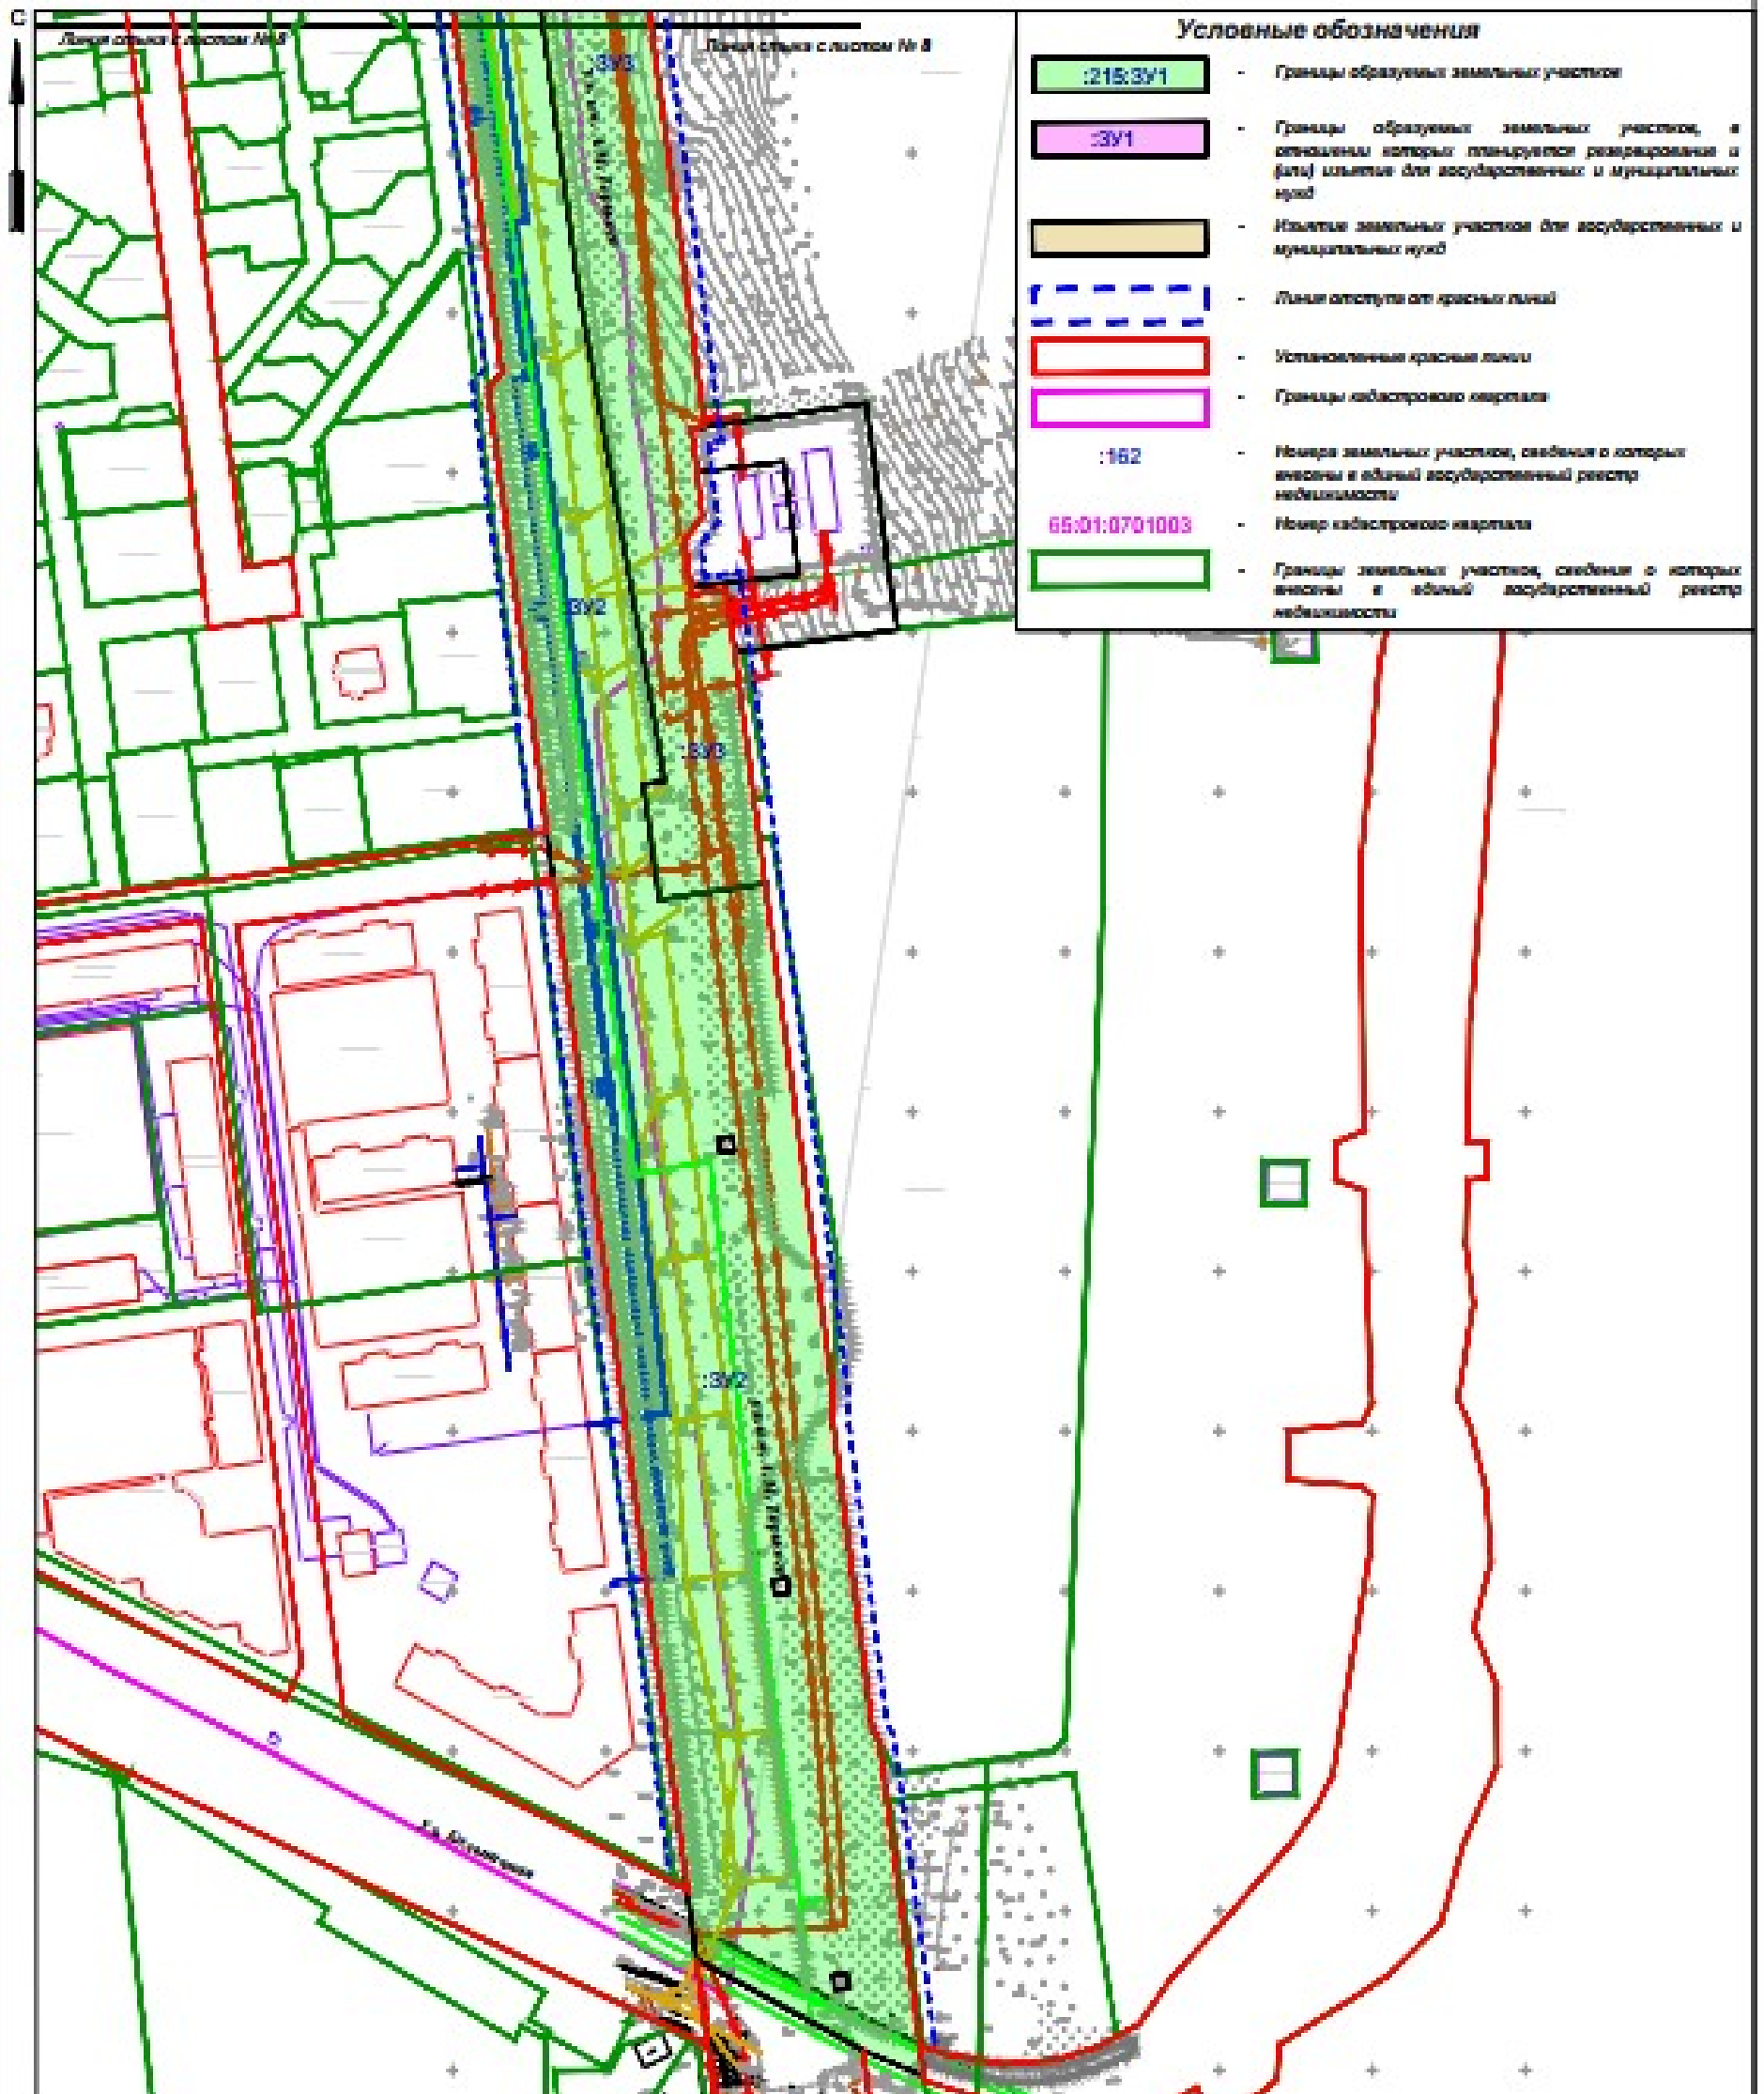 С
Линия стыка с листом № 8
Линия стыка с листом № 8
Условные обозначения
:215:ЗУ1
- Границы образуемых земельных участков
:ЗУ1
- Границы образуемых земельных участков, в
отношении которых планируется резервирование и
(или) изъятие для государственных и муниципальных
нужд
- Изъятие земельных участков для государственных и
муниципальных нужд
- Линия отступа от красных линий
- Установленные красные линии
- Границы кадастрового квартала
:162
- Номера земельных участков, сведения о которых
внесены в единый государственный реестр
недвижимости
65:01:0701003
- Номер кадастрового квартала
- Границы земельных участков, сведения о которых
внесены в единый государственный реестр
недвижимости
:ЗУ3
:ЗУ2
:ЗУ3
:ЗУ2